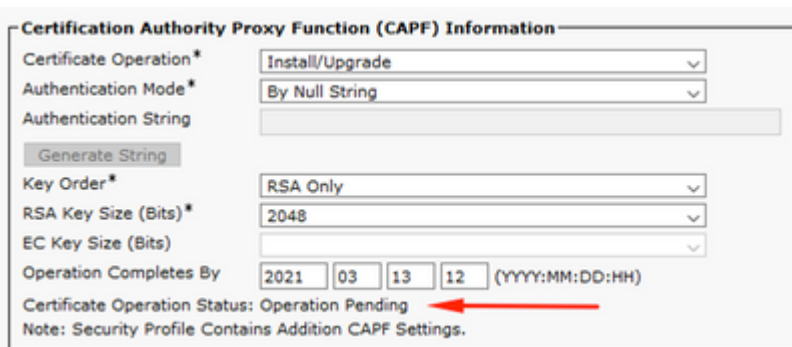 Certification Authority Proxy Function (CAPF) Information
Certificate Operation* Install/Upgrade
Authentication Mode* By Null String
Authentication String
Generate String
Key Order* RSA Only
RSA Key Size (Bits)* 2048
EC Key Size (Bits)
Operation Completes By 2021 03 13 12 (YYYY:MM:DD:HH)
Certificate Operation Status: Operation Pending
Note: Security Profile Contains Addition CAPF Settings.